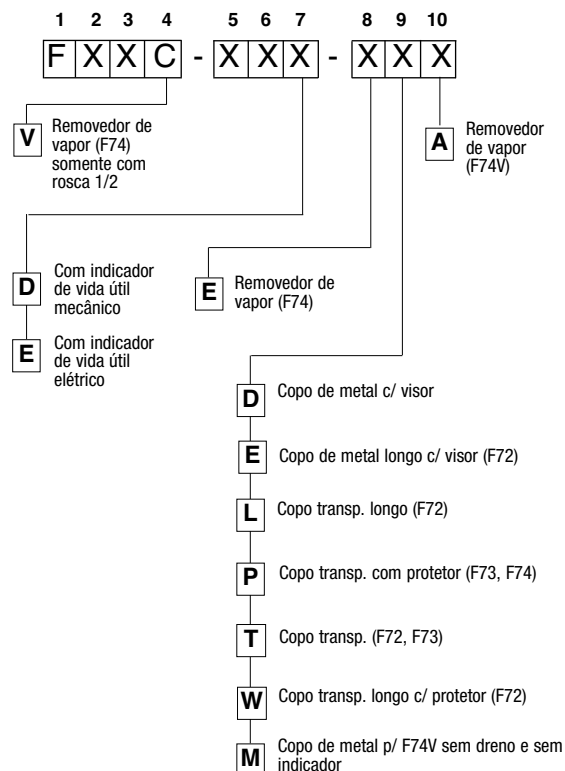 1 2 3 4 5 6 7 8 9 10
F X X C - X X X - X X X
V
Removedor de
vapor (F74)
somente com
rosca 1/2
A
Removedor
de vapor
(F74V)
D
Com indicador
de vida útil
mecânico
E
Com indicador
de vida útil
elétrico
E
Removedor de
vapor (F74)
D Copo de metal c/ visor
E Copo de metal longo c/ visor (F72)
L Copo transp. longo (F72)
P Copo transp. com protetor (F73, F74)
T Copo transp. (F72, F73)
W Copo transp. longo c/ protetor (F72)
M Copo de metal p/ F74V sem dreno e sem
indicador